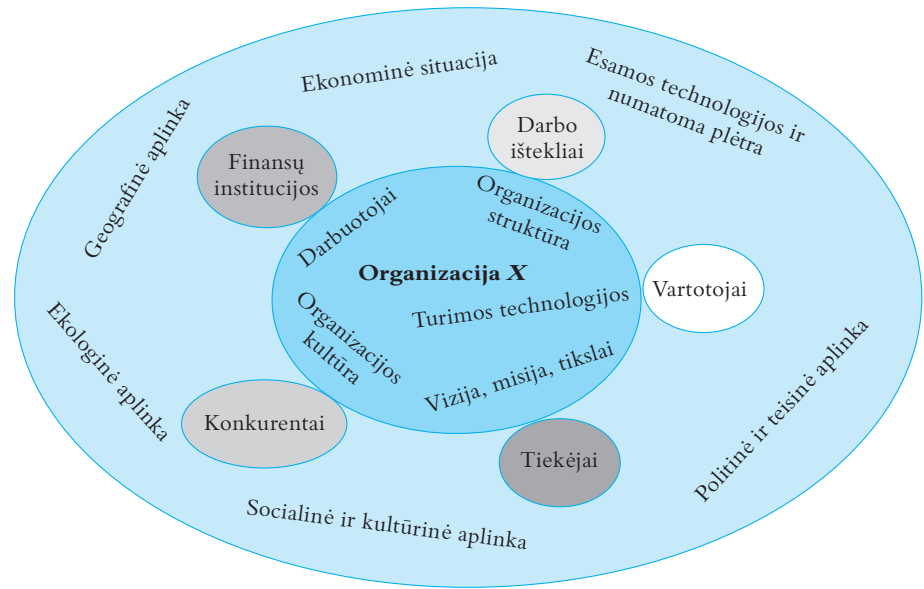 Ekonominė situacija
Esamos technologijos ir
numatoma plėtra
Geografinė aplinka
Finansų
institucijos
Darbo
ištekliai
Darbuotojai
Organizacijos
struktūra
Organizacija X
Vartotojai
Turimos technologijos
Organizacijos
kultūra
Vizija, misija, tikslai
Ekologinė aplinka
Konkurentai
Tiekėjai
Politinė ir teisinė aplinka
Socialinė ir kultūrinė aplinka